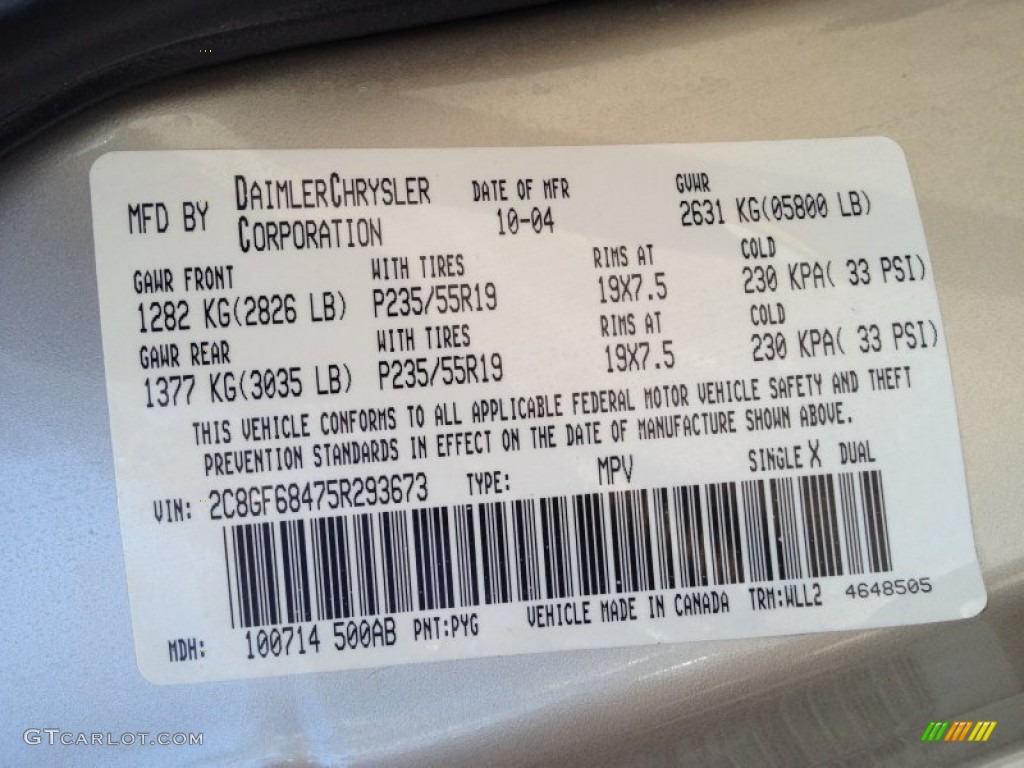 MFD BY DAIMLERCHRYSLER CORPORATION DATE OF MFR 10-04 GVWR 2631 KG(05800 LB)
GAWR FRONT WITH TIRES RIMS AT COLD
1282 KG(2826 LB) P235/55R19 19X7.5 230 KPA( 33 PSI)
GAWR REAR WITH TIRES RIMS AT COLD
1377 KG(3035 LB) P235/55R19 19X7.5 230 KPA( 33 PSI)
THIS VEHICLE CONFORMS TO ALL APPLICABLE FEDERAL MOTOR VEHICLE SAFETY AND THEFT
PREVENTION STANDARDS IN EFFECT ON THE DATE OF MANUFACTURE SHOWN ABOVE.
VIN: 2C8GF68475R293673 TYPE: MPV SINGLE X DUAL
MDH: 100714 500AB PNT:PYG VEHICLE MADE IN CANADA TRM:WLL2 4648505
GTCARLOT.COM